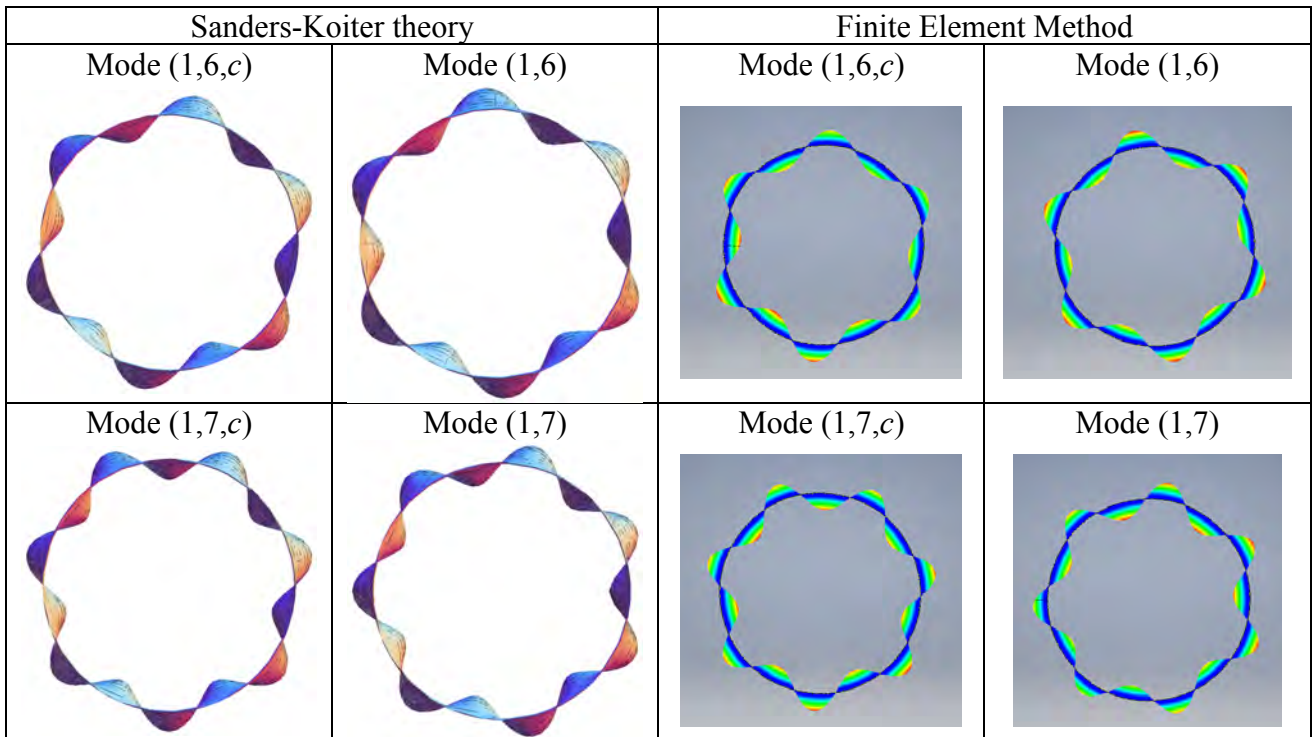 Sanders-Koiter theory Finite Element Method
Mode (1,6,c) Mode (1,6) Mode (1,6,c) Mode (1,6)
Mode (1,7,c) Mode (1,7) Mode (1,7,c) Mode (1,7)